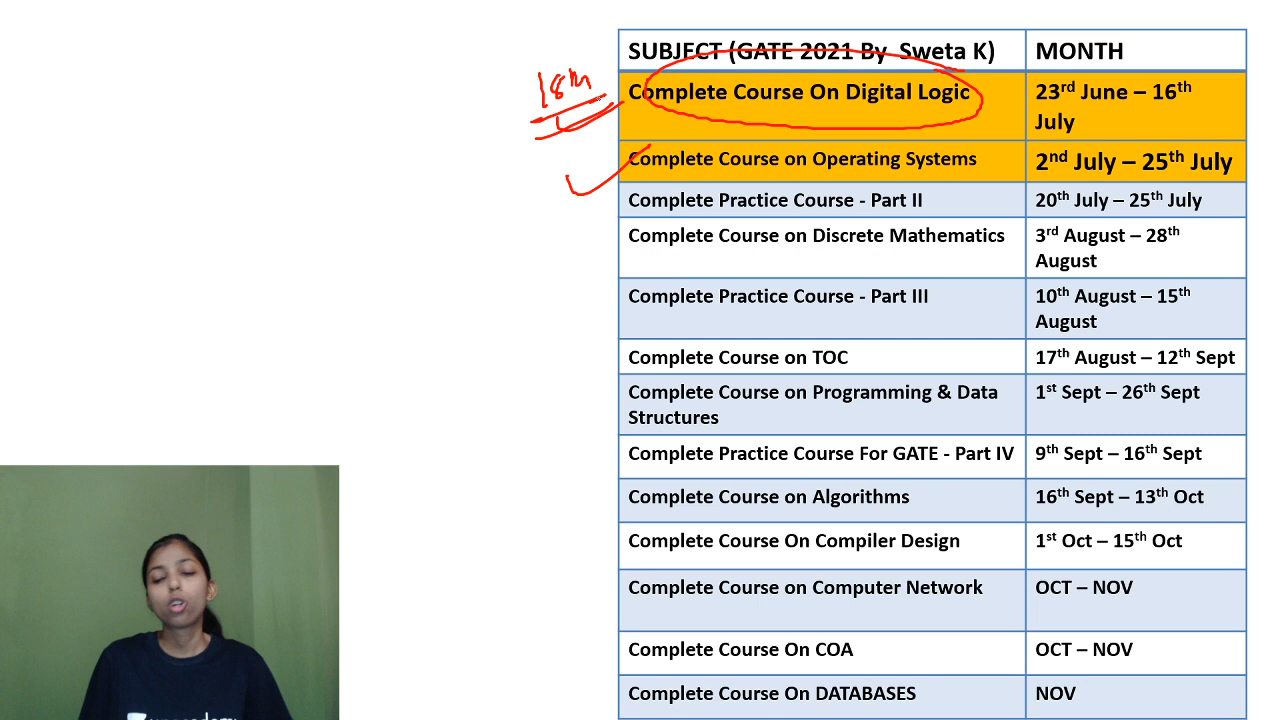 SUBJECT (GATE 2021 By Sweta K) MONTH
18th
Complete Course On Digital Logic 23rd June – 16th
July
Complete Course on Operating Systems 2nd July – 25th July
Complete Practice Course - Part II 20th July – 25th July
Complete Course on Discrete Mathematics 3rd August – 28th
August
Complete Practice Course - Part III 10th August – 15th
August
Complete Course on TOC 17th August – 12th Sept
Complete Course on Programming & Data 1st Sept – 26th Sept
Structures
Complete Practice Course For GATE - Part IV 9th Sept – 16th Sept
Complete Course on Algorithms 16th Sept – 13th Oct
Complete Course On Compiler Design 1st Oct – 15th Oct
Complete Course on Computer Network OCT – NOV
Complete Course On COA OCT – NOV
Complete Course On DATABASES NOV